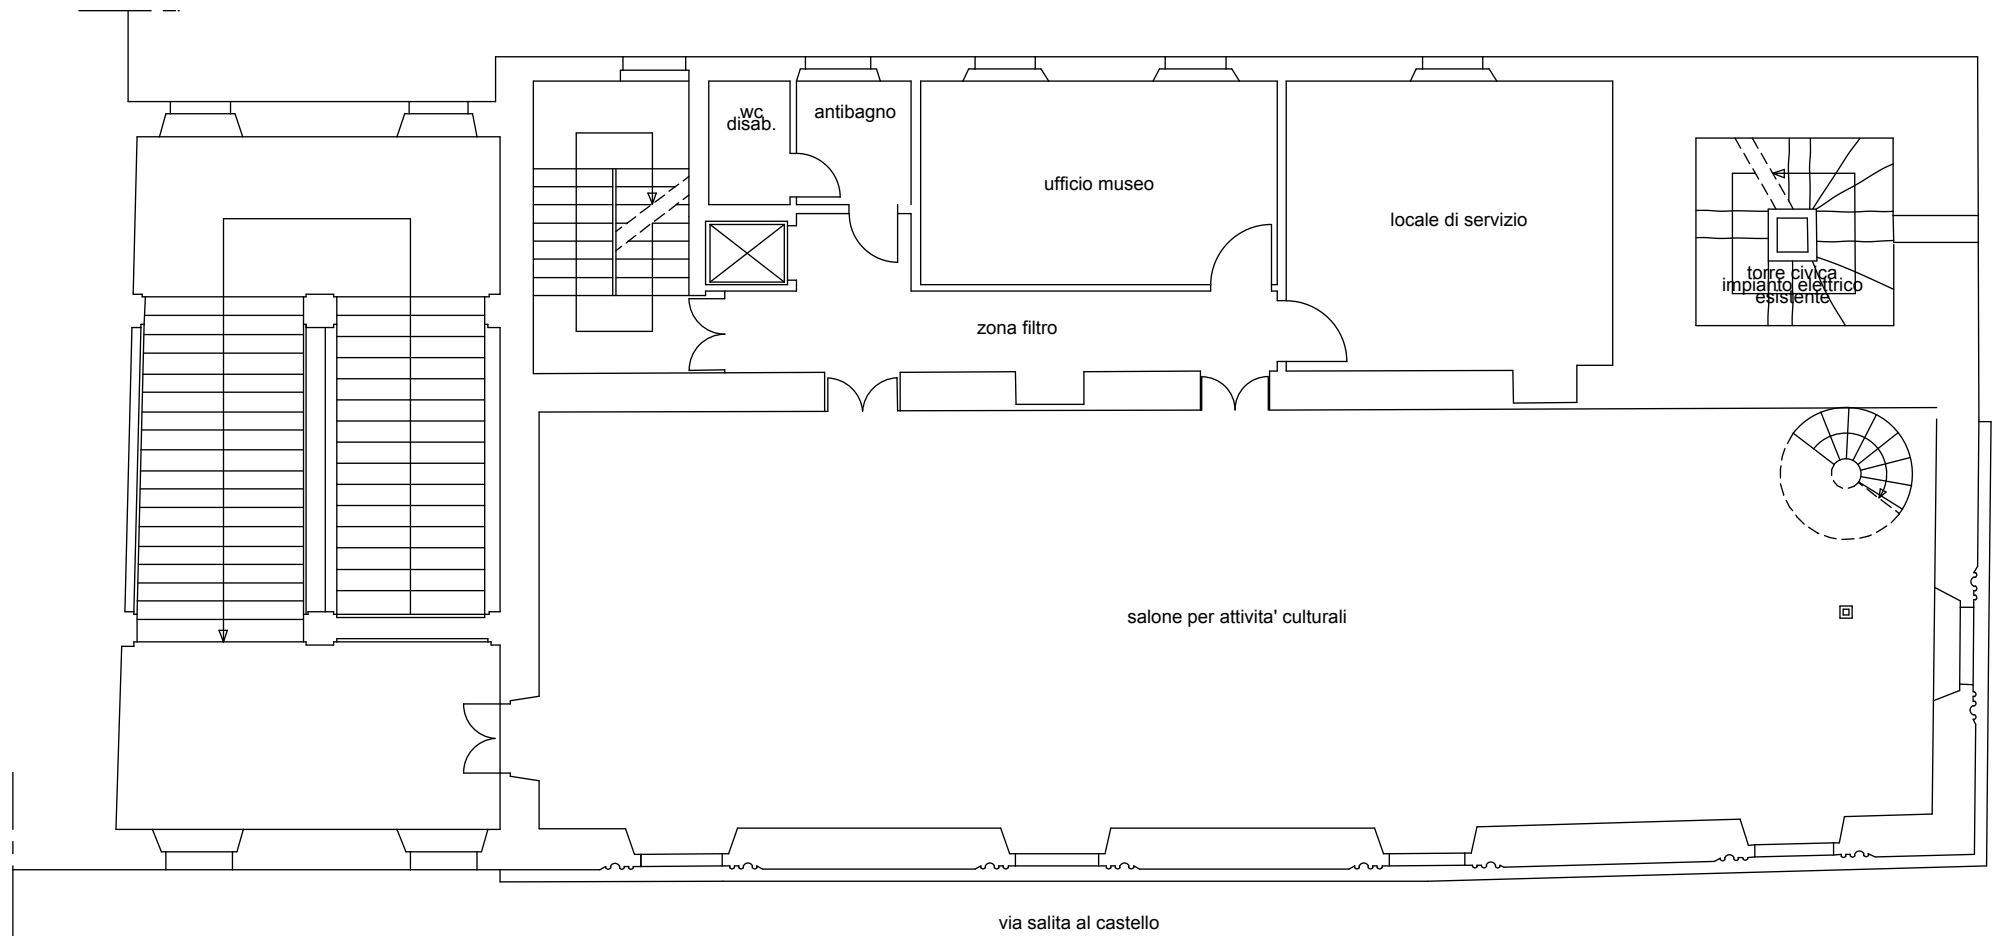 wc
disab.
antibagno
ufficio museo
locale di servizio
torre civica
impianto elettrico
esistente
zona filtro
salone per attivita' culturali
via salita al castello